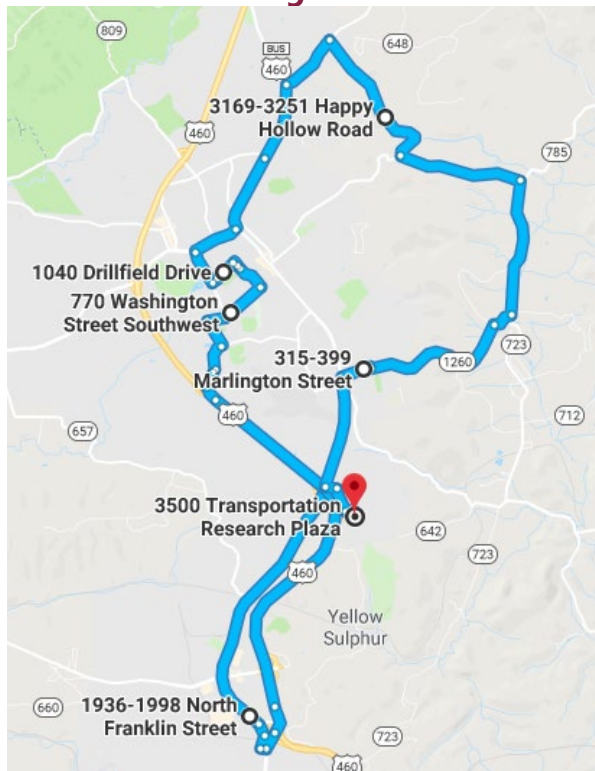 809
BUS
460
648
3169-3251 Happy
Hollow Road
460
785
1040 Drillfield Drive
770 Washington
Street Southwest
315-399
Marlington Street
1260
723
460
657
712
3500 Transportation
Research Plaza
642
723
460
Yellow
Sulphur
1936-1998 North
Franklin Street
660
723
460